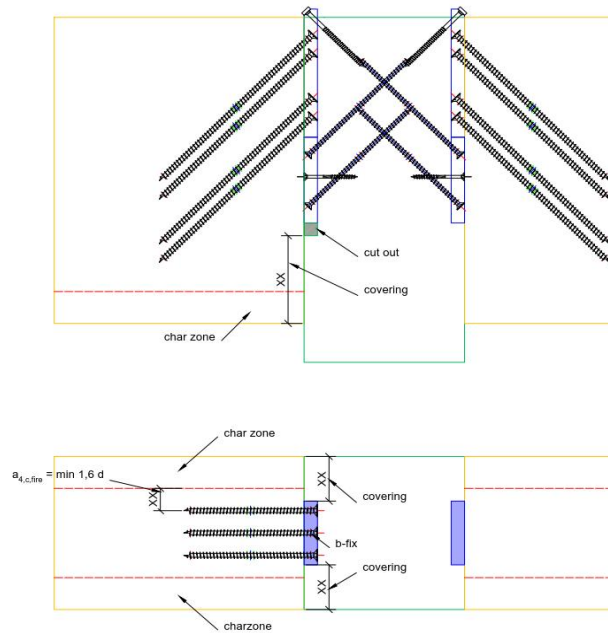 cut out
XX
covering
char zone
char zone
a4,c,fire = min 1,6 d
XX
XX
covering
b-fix
covering
XX
charzone